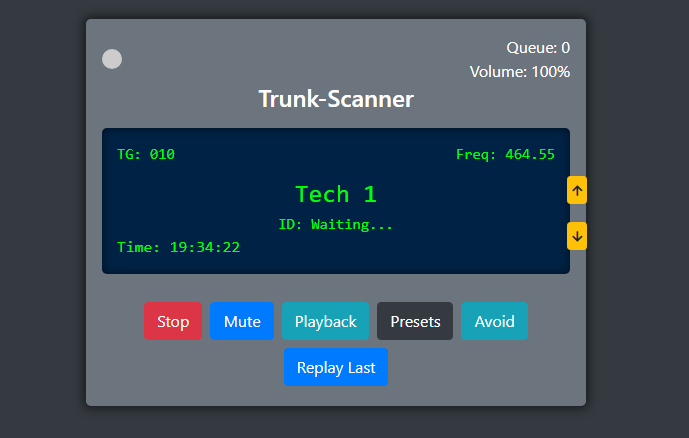 Queue: 0
Volume: 100%
Trunk-Scanner
TG: 010 Freq: 464.55
Tech 1
ID: Waiting...
Time: 19:34:22
Stop Mute Playback Presets Avoid
Replay Last